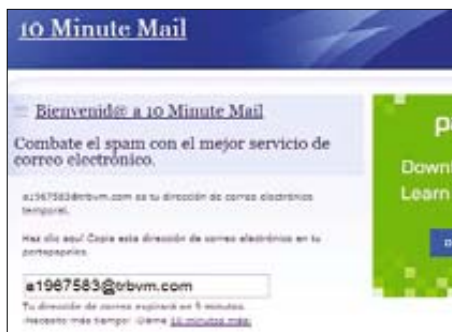 10 Minute Mail
Bienvenid@ a 10 Minute Mail
Combate el spam con el mejor servicio de
correo electrónico.
a1967583@trbvm.com es tu dirección de correo electrónico
temporal.
Haz clic aquí Copia esta dirección de correo electrónico en tu
portapapeles.
a1967583@trbvm.com
Tu dirección de correo expirará en 9 minutos.
¿Necesito más tiempo! ¡Dame 10 minutos más!
Down
Learn